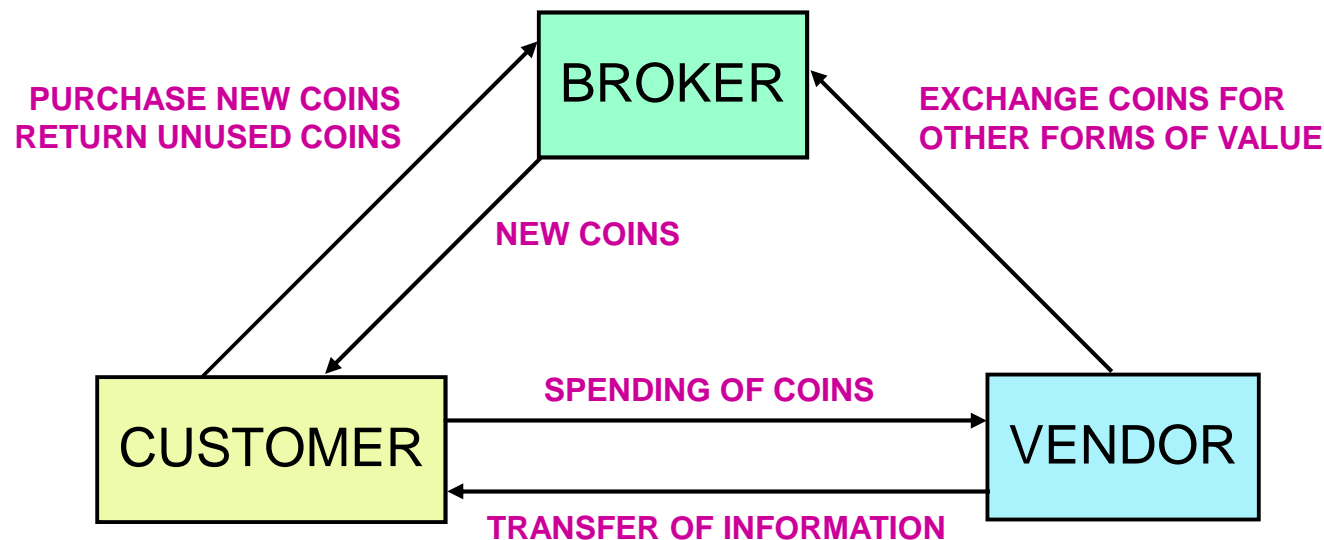 BROKER
PURCHASE NEW COINS
RETURN UNUSED COINS
EXCHANGE COINS FOR
OTHER FORMS OF VALUE
NEW COINS
SPENDING OF COINS
CUSTOMER
VENDOR
TRANSFER OF INFORMATION